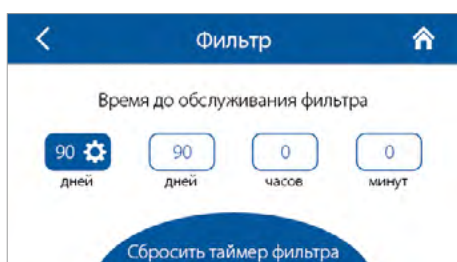 Фильтр
Время до обслуживания фильтра
90 90 0 0
дней дней часов минут
Сбросить таймер фильтра